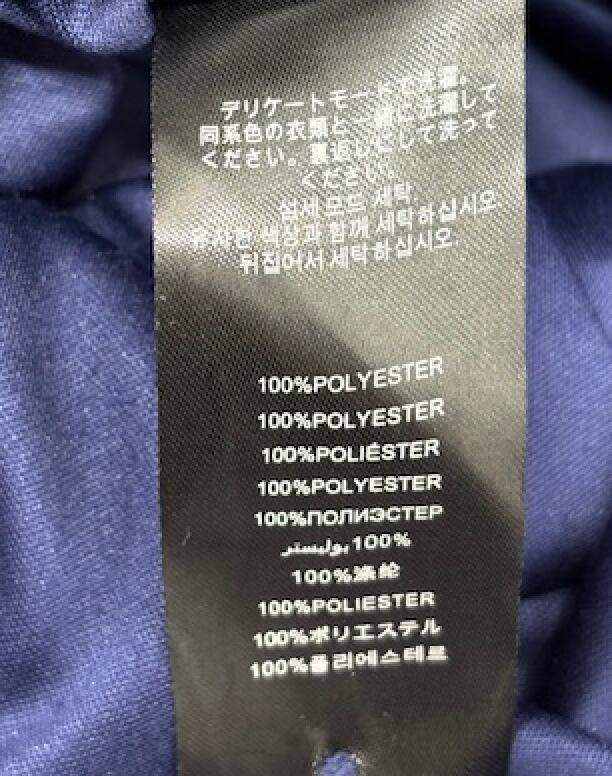 デリケートモードで洗濯。
同系色の衣類と一緒に洗濯して
ください。裏返しにして洗って
ください。
섬세 모드 세탁
유사한 색상과 함께 세탁하십시오
뒤집어서 세탁하십시오.
100%POLYESTER
100%POLYESTER
100%POLIÉSTER
100%POLYESTER
100%ПОЛИЭСТЕР
100%بوليستر
100%涤纶
100%POLIESTER
100%ポリエステル
100%폴리에스테르